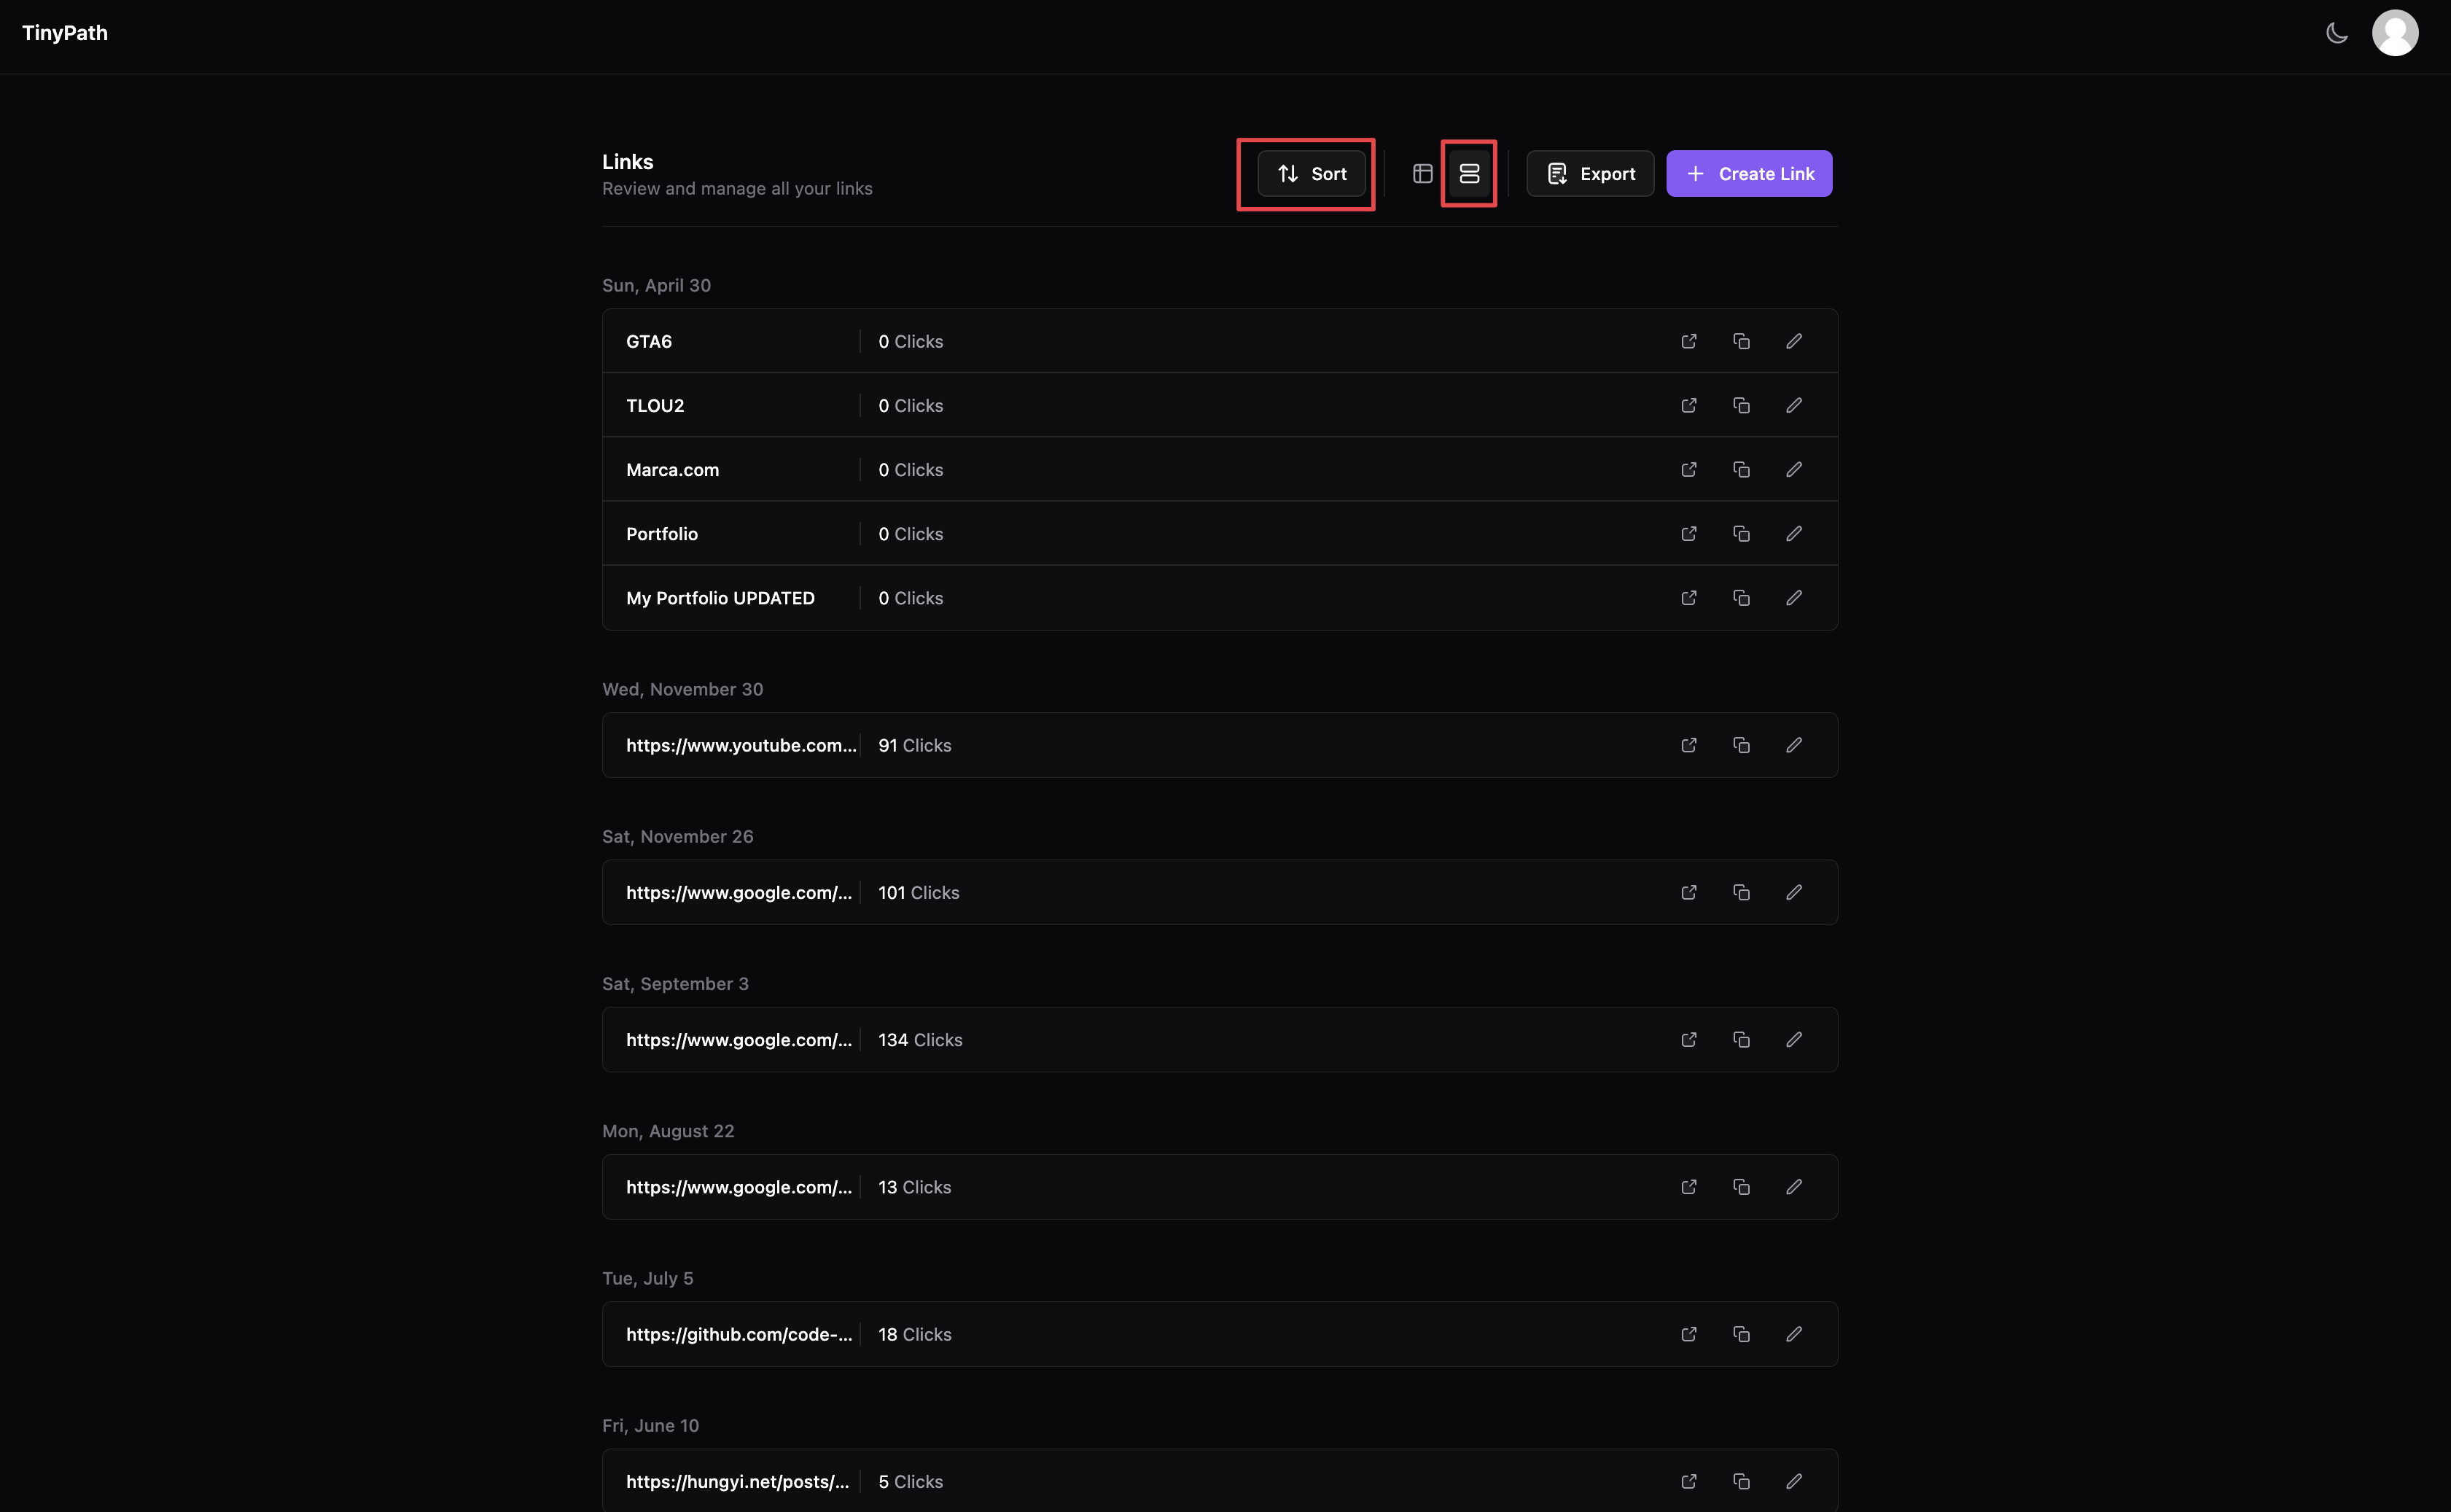 TinyPath
Links
Review and manage all your links
Sort
Export
Create Link
Sun, April 30
GTA6
0 Clicks
TLOU2
0 Clicks
Marca.com
0 Clicks
Portfolio
0 Clicks
My Portfolio UPDATED
0 Clicks
Wed, November 30
https://www.youtube.com...
91 Clicks
Sat, November 26
https://www.google.com/...
101 Clicks
Sat, September 3
https://www.google.com/...
134 Clicks
Mon, August 22
https://www.google.com/...
13 Clicks
Tue, July 5
https://github.com/code-...
18 Clicks
Fri, June 10
https://hungyi.net/posts/...
5 Clicks